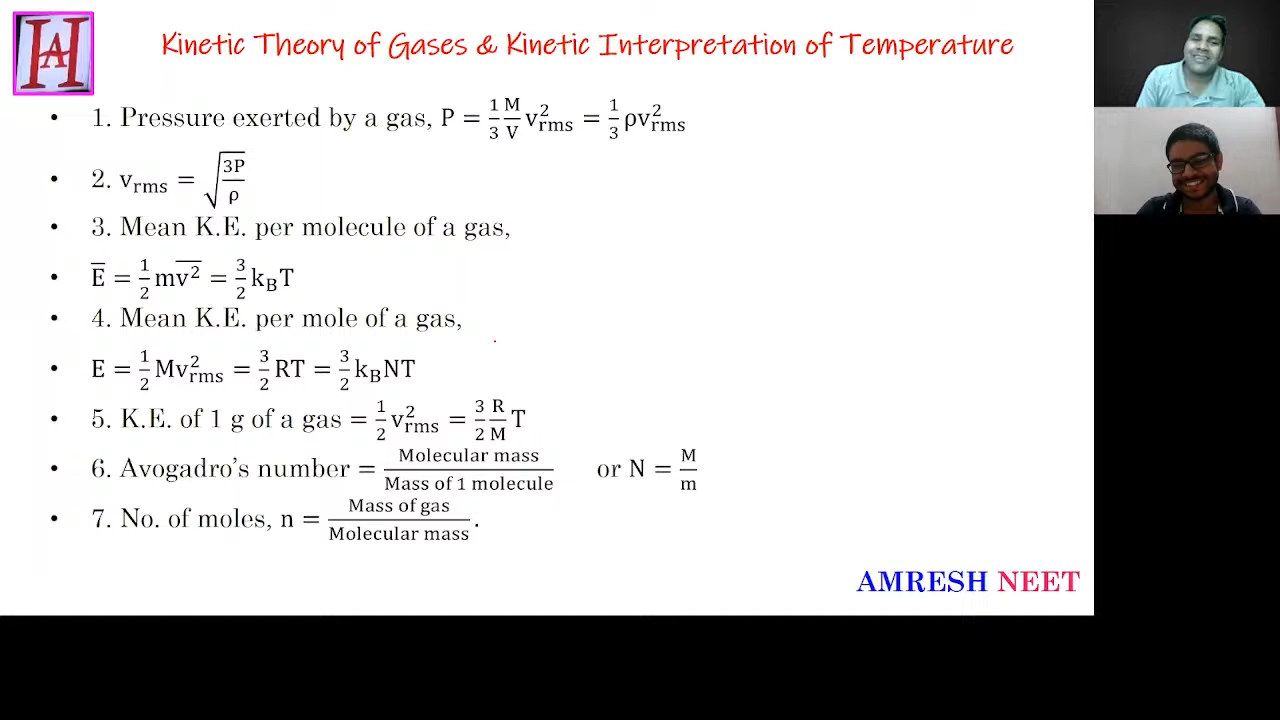 HA
Kinetic Theory of Gases & Kinetic Interpretation of Temperature
• 1. Pressure exerted by a gas, P = 1/3 M/V v²rms = 1/3 ρv²rms
• 2. vrms = √(3P/ρ)
• 3. Mean K.E. per molecule of a gas,
• E̅ = 1/2 m v̅²̅ = 3/2 kBT
• 4. Mean K.E. per mole of a gas,
• E = 1/2 Mv²rms = 3/2 RT = 3/2 kBNT
• 5. K.E. of 1 g of a gas = 1/2 v²rms = 3/2 R/M T
• 6. Avogadro’s number = Molecular mass / Mass of 1 molecule or N = M/m
• 7. No. of moles, n = Mass of gas / Molecular mass .
AMRESH NEET